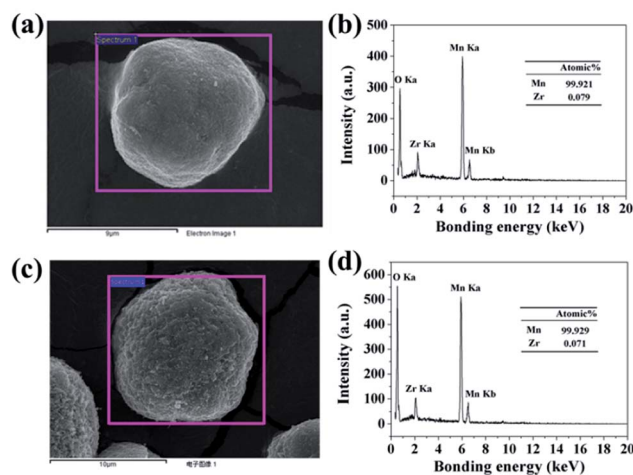 (a)
Spectrum 1
9μm
Electron Image 1
(b)
Intensity (a.u.)
500
400
300
200
100
0
O Ka
Zr Ka
Mn Ka
Mn Kb
Atomic%
Mn 99.921
Zr 0.079
0 2 4 6 8 10 12 14 16 18 20
Bonding energy (keV)
(c)
Spectrum
10μm
电子图像 1
(d)
Intensity (a.u.)
600
500
400
300
200
100
0
O Ka
Zr Ka
Mn Ka
Mn Kb
Atomic%
Mn 99.929
Zr 0.071
0 2 4 6 8 10 12 14 16 18 20
Bonding energy (keV)